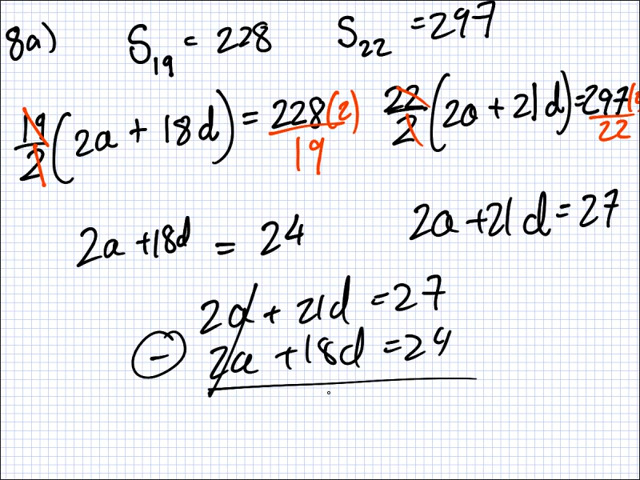 8a) S₁₉ = 228 S₂₂ = 297
19/2 (2a + 18d) = 228(2)/19 22/2 (2a + 21d) = 297(2)/22
2a + 18d = 24 2a + 21d = 27
2a + 21d = 27
− 2a + 18d = 24